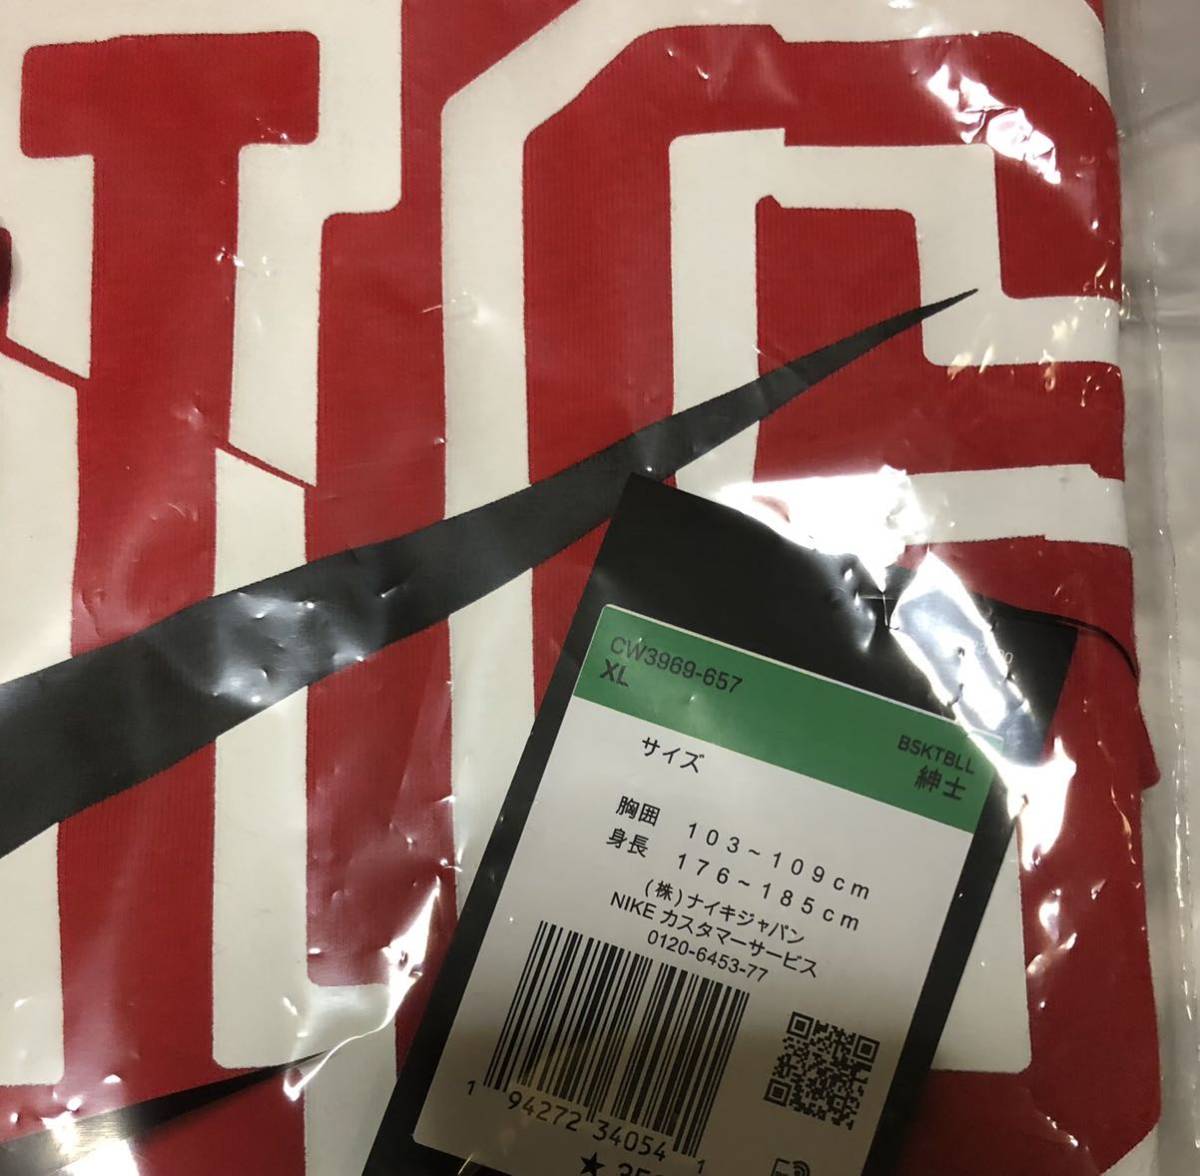 CW3969-657
XL
BSKTBLL
紳士
サイズ
胸囲 103~109cm
身長 176~185cm
(株)ナイキジャパン
NIKE カスタマーサービス
0120-6453-77
1 94272 34054 1